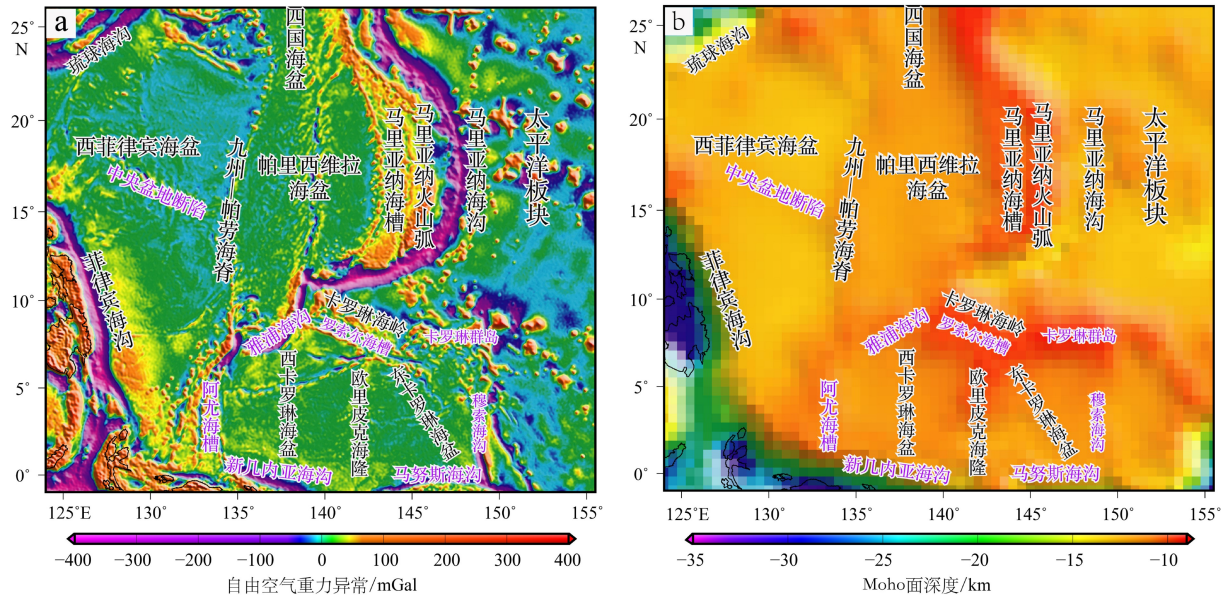 a
25°
N
20°
15°
10°
5°
0°
琉球海沟
四国海盆
西菲律宾海盆
中央盆地断陷
九州—帕劳海脊
帕里西维拉
海盆
马里亚纳海槽
马里亚纳火山弧
马里亚纳海沟
太平洋板块
菲律宾海沟
雅浦海沟
卡罗琳海岭
罗索尔海槽
卡罗琳群岛
阿尤海槽
西卡罗琳海盆
欧里皮克海隆
东卡罗琳海盆
穆索海沟
新几内亚海沟
马努斯海沟
125°E 130° 135° 140° 145° 150° 155°
−400 −300 −200 −100 0 100 200 300 400
自由空气重力异常/mGal
b
25°
N
20°
15°
10°
5°
0°
琉球海沟
四国海盆
西菲律宾海盆
中央盆地断陷
九州—帕劳海脊
帕里西维拉
海盆
马里亚纳海槽
马里亚纳火山弧
马里亚纳海沟
太平洋板块
菲律宾海沟
雅浦海沟
卡罗琳海岭
罗索尔海槽
卡罗琳群岛
阿尤海槽
西卡罗琳海盆
欧里皮克海隆
东卡罗琳海盆
穆索海沟
新几内亚海沟
马努斯海沟
125°E 130° 135° 140° 145° 150° 155°
−35 −30 −25 −20 −15 −10
Moho面深度/km